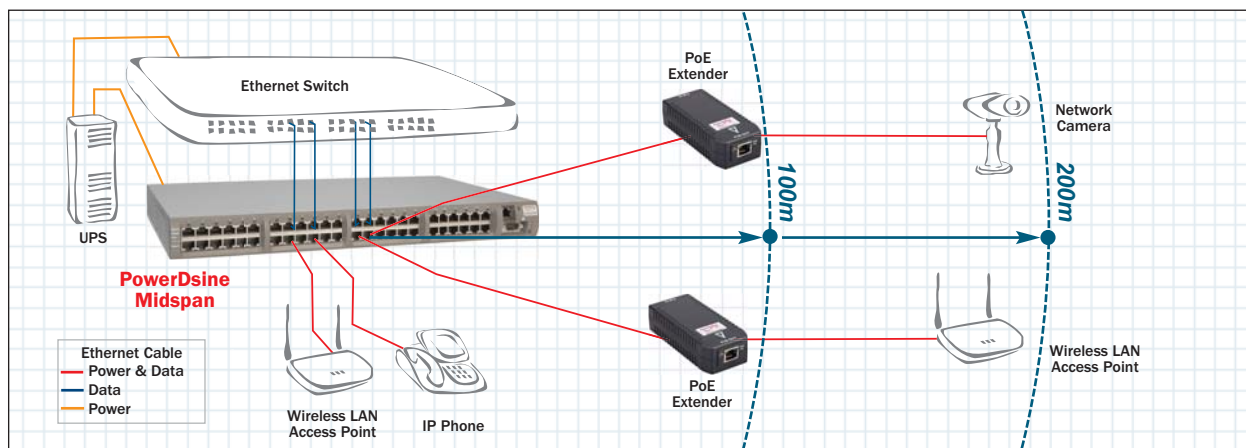 Ethernet Switch
UPS
PowerDsine
Midspan
Ethernet Cable
Power & Data
Data
Power
Wireless LAN
Access Point
IP Phone
PoE
Extender
PoE
Extender
100m
Network
Camera
200m
Wireless LAN
Access Point